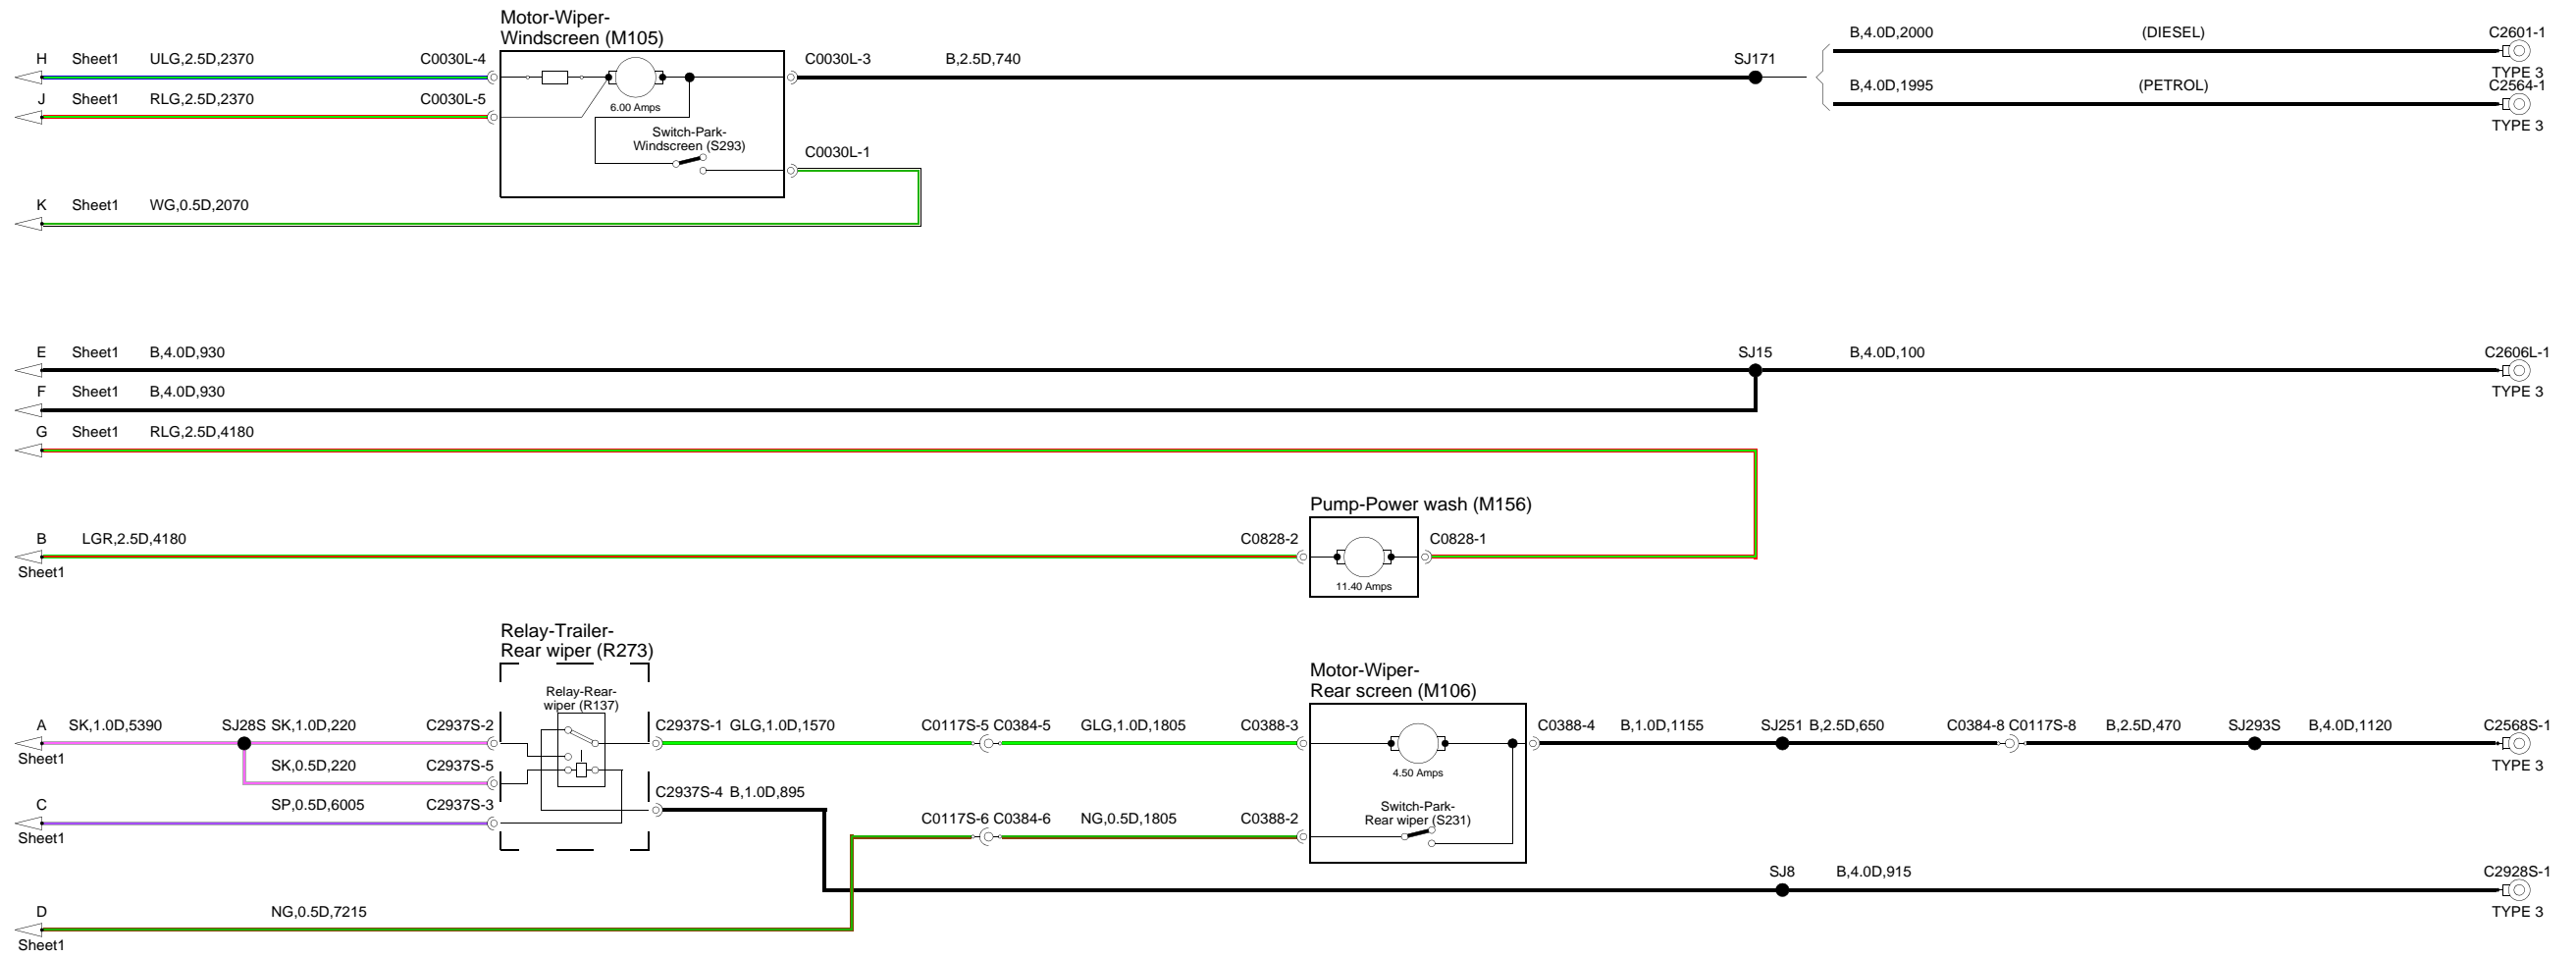 Motor-Wiper-
Windscreen (M105)
H Sheet1 ULG,2.5D,2370 C0030L-4
C0030L-3 B,2.5D,740 SJ171
B,4.0D,2000 (DIESEL) C2601-1
TYPE 3
J Sheet1 RLG,2.5D,2370 C0030L-5
6.00 Amps
B,4.0D,1995 (PETROL) C2564-1
TYPE 3
Switch-Park-
Windscreen (S293)
C0030L-1
K Sheet1 WG,0.5D,2070
E Sheet1 B,4.0D,930 SJ15 B,4.0D,100 C2606L-1
TYPE 3
F Sheet1 B,4.0D,930
G Sheet1 RLG,2.5D,4180
Pump-Power wash (M156)
B LGR,2.5D,4180 C0828-2 C0828-1
Sheet1
11.40 Amps
Relay-Trailer-
Rear wiper (R273)
Motor-Wiper-
Rear screen (M106)
Relay-Rear-
wiper (R137)
A SK,1.0D,5390 SJ28S SK,1.0D,220 C2937S-2 C2937S-1 GLG,1.0D,1570 C0117S-5 C0384-5 GLG,1.0D,1805 C0388-3 C0388-4 B,1.0D,1155 SJ251 B,2.5D,650 C0384-8 C0117S-8 B,2.5D,470 SJ293S B,4.0D,1120 C2568S-1
Sheet1
TYPE 3
SK,0.5D,220 C2937S-5
4.50 Amps
C2937S-4 B,1.0D,895
C SP,0.5D,6005 C2937S-3
Sheet1
Switch-Park-
Rear wiper (S231)
C0117S-6 C0384-6 NG,0.5D,1805 C0388-2
SJ8 B,4.0D,915 C2928S-1
TYPE 3
D NG,0.5D,7215
Sheet1